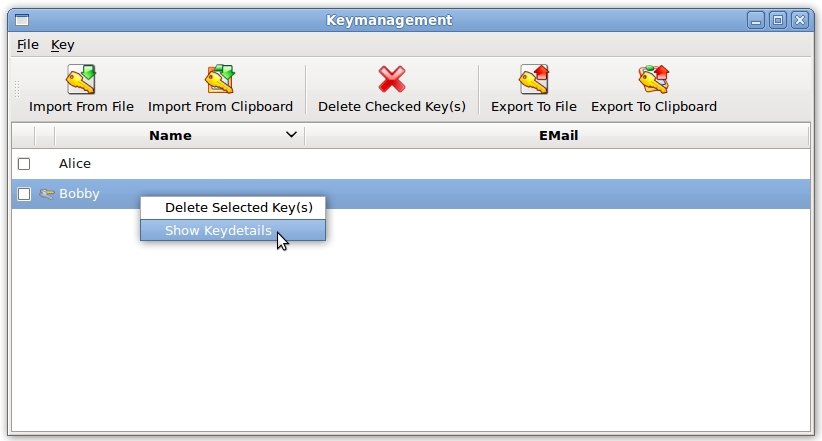 Keymanagement
File Key
Import From File Import From Clipboard Delete Checked Key(s) Export To File Export To Clipboard
Name EMail
Alice
Bobby
Delete Selected Key(s)
Show Keydetails